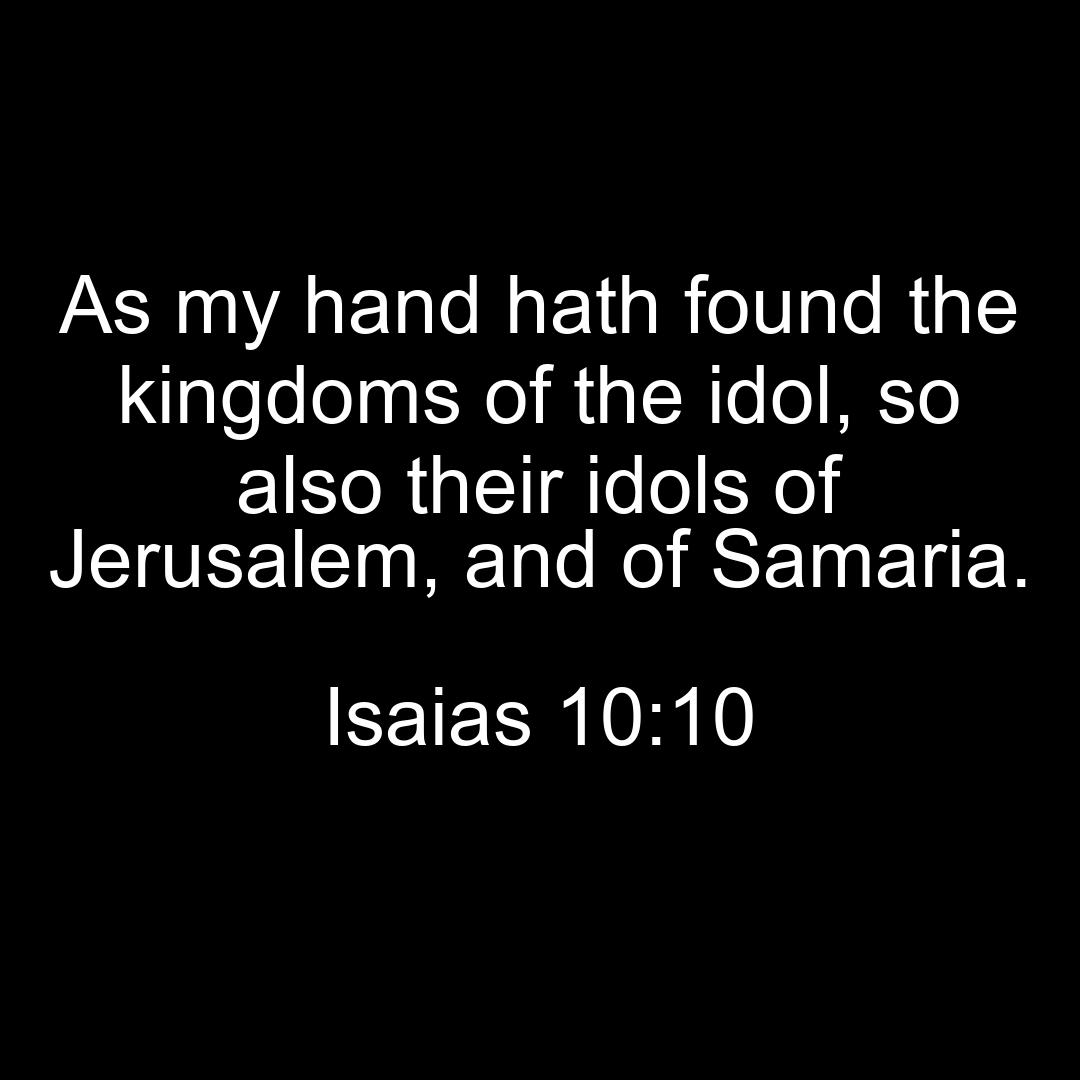 As my hand hath found the
kingdoms of the idol, so
also their idols of
Jerusalem, and of Samaria.
Isaias 10:10